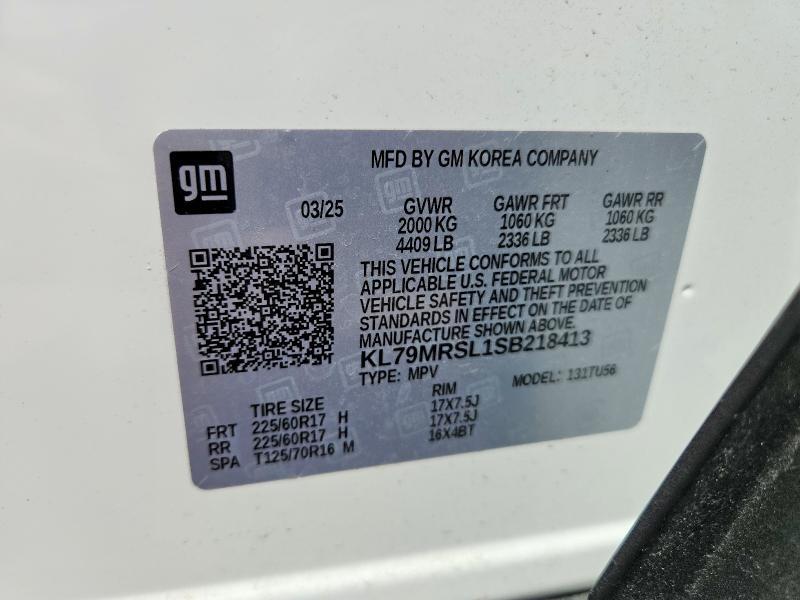 gm
MFD BY GM KOREA COMPANY
03/25 GVWR GAWR FRT GAWR RR
2000 KG 1060 KG 1060 KG
4409 LB 2336 LB 2336 LB
THIS VEHICLE CONFORMS TO ALL
APPLICABLE U.S. FEDERAL MOTOR
VEHICLE SAFETY AND THEFT PREVENTION
STANDARDS IN EFFECT ON THE DATE OF
MANUFACTURE SHOWN ABOVE.
KL79MRSL1SB218413
TYPE: MPV MODEL: 131TU56
TIRE SIZE RIM
FRT 225/60R17 H 17X7.5J
RR 225/60R17 H 17X7.5J
SPA T125/70R16 M 16X4BT